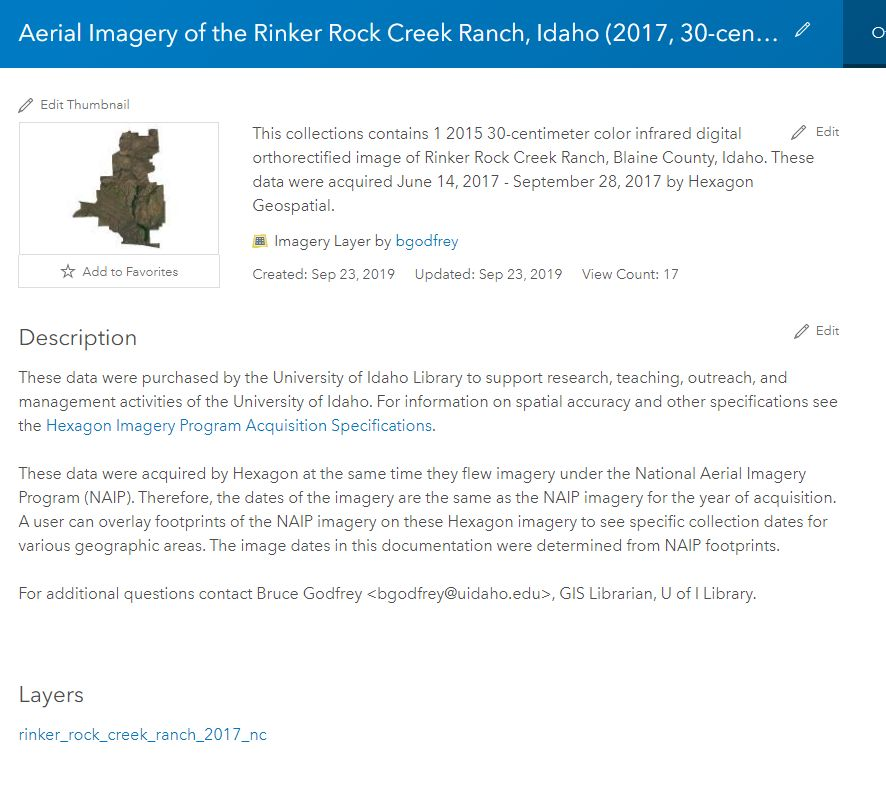 Aerial Imagery of the Rinker Rock Creek Ranch, Idaho (2017, 30-cen...
Edit Thumbnail
This collections contains 1 2015 30-centimeter color infrared digital
Edit
orthorectified image of Rinker Rock Creek Ranch, Blaine County, Idaho. These
data were acquired June 14, 2017 - September 28, 2017 by Hexagon
Geospatial.
Imagery Layer by bgodfrey
Add to Favorites
Created: Sep 23, 2019 Updated: Sep 23, 2019 View Count: 17
Description
Edit
These data were purchased by the University of Idaho Library to support research, teaching, outreach, and
management activities of the University of Idaho. For information on spatial accuracy and other specifications see
the Hexagon Imagery Program Acquisition Specifications.
These data were acquired by Hexagon at the same time they flew imagery under the National Aerial Imagery
Program (NAIP). Therefore, the dates of the imagery are the same as the NAIP imagery for the year of acquisition.
A user can overlay footprints of the NAIP imagery on these Hexagon imagery to see specific collection dates for
various geographic areas. The image dates in this documentation were determined from NAIP footprints.
For additional questions contact Bruce Godfrey <bgodfrey@uidaho.edu>, GIS Librarian, U of I Library.
Layers
rinker_rock_creek_ranch_2017_nc